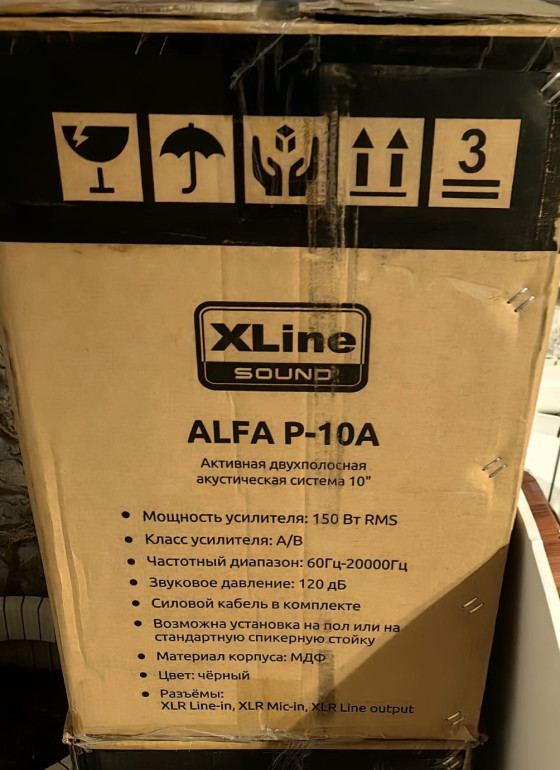 3
XLine
SOUND
ALFA P-10A
Активная двухполосная
акустическая система 10”
• Мощность усилителя: 150 Вт RMS
• Класс усилителя: A/B
• Частотный диапазон: 60Гц-20000Гц
• Звуковое давление: 120 дБ
• Силовой кабель в комплекте
• Возможна установка на пол или на
стандартную спикерную стойку
• Материал корпуса: МДФ
• Цвет: чёрный
• Разъёмы:
XLR Line-in, XLR Mic-in, XLR Line output